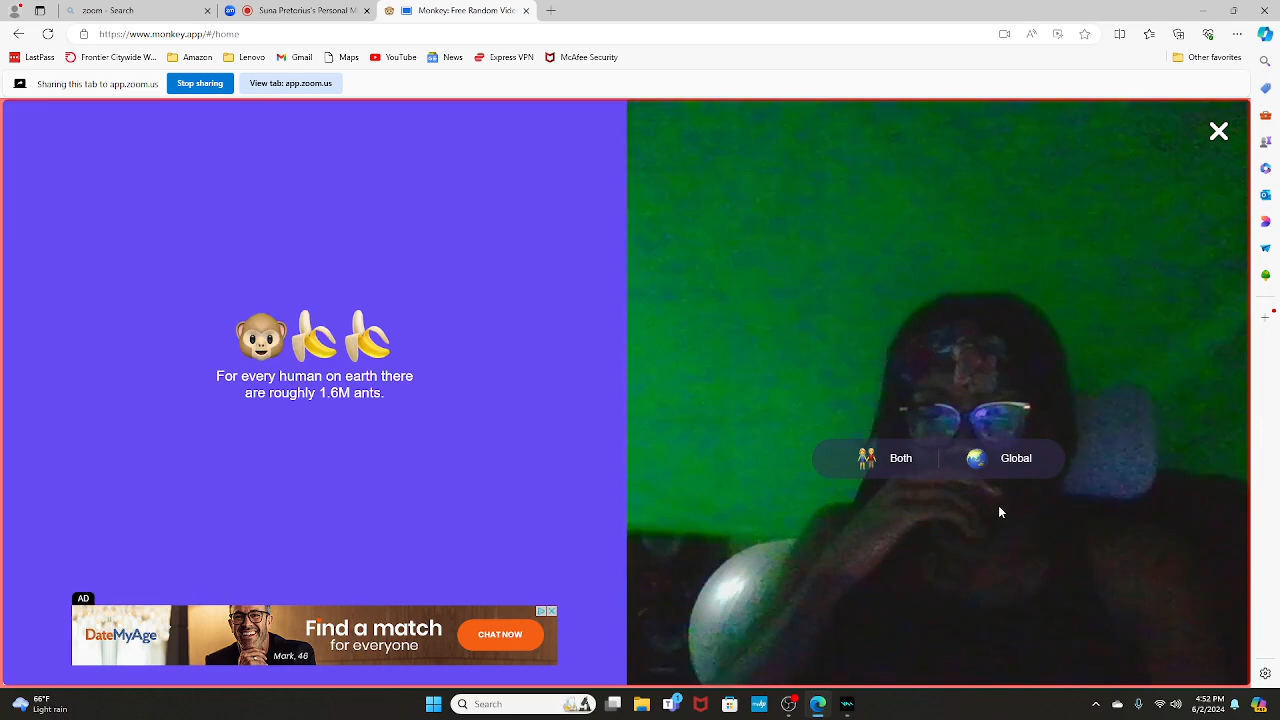 zoom - Search
Suna Pretorius's Personal M
Monkey: Free Random Vide
https://www.monkey.app/#/home
LastPass
Frontier Citywide W...
Amazon
Lenovo
Gmail
Maps
YouTube
News
Express VPN
McAfee Security
Other favorites
Sharing this tab to app.zoom.us
Stop sharing
View tab: app.zoom.us
For every human on earth there
are roughly 1.6M ants.
Both
Global
AD
DateMyAge
Find a match
for everyone
Mark, 46
CHAT NOW
66°F
Light rain
Search
4:52 PM
6/2/2024